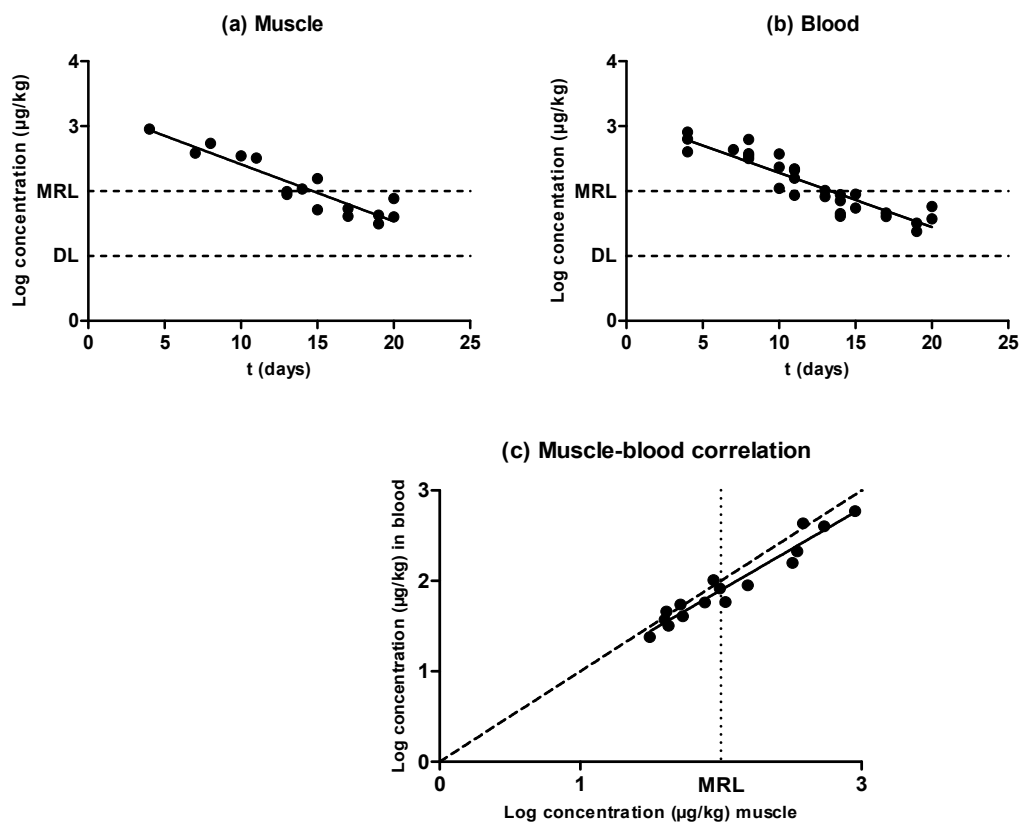 (a) Muscle
Log concentration (µg/kg)
4
3
MRL
DL
0
0 5 10 15 20 25
t (days)
(b) Blood
Log concentration (µg/kg)
4
3
MRL
DL
0
0 5 10 15 20 25
t (days)
(c) Muscle-blood correlation
Log concentration (µg/kg) in blood
3
2
1
0
0 1 MRL 3
Log concentration (µg/kg) muscle